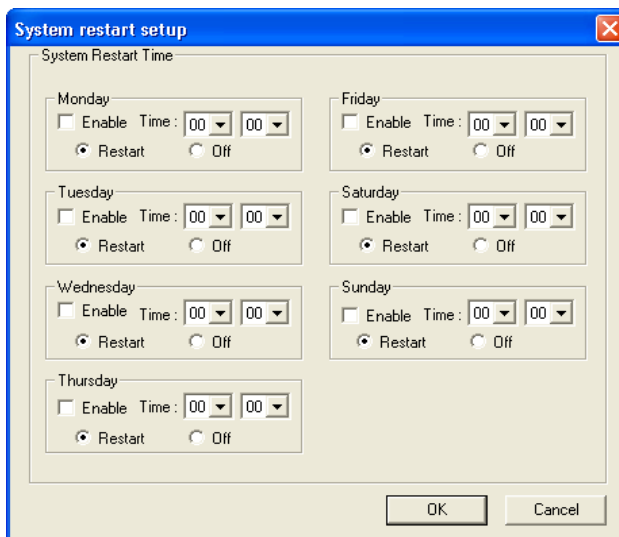 System restart setup
System Restart Time
Monday
Enable Time : 00 00
Restart Off
Tuesday
Enable Time : 00 00
Restart Off
Wednesday
Enable Time : 00 00
Restart Off
Thursday
Enable Time : 00 00
Restart Off
Friday
Enable Time : 00 00
Restart Off
Saturday
Enable Time : 00 00
Restart Off
Sunday
Enable Time : 00 00
Restart Off
OK Cancel